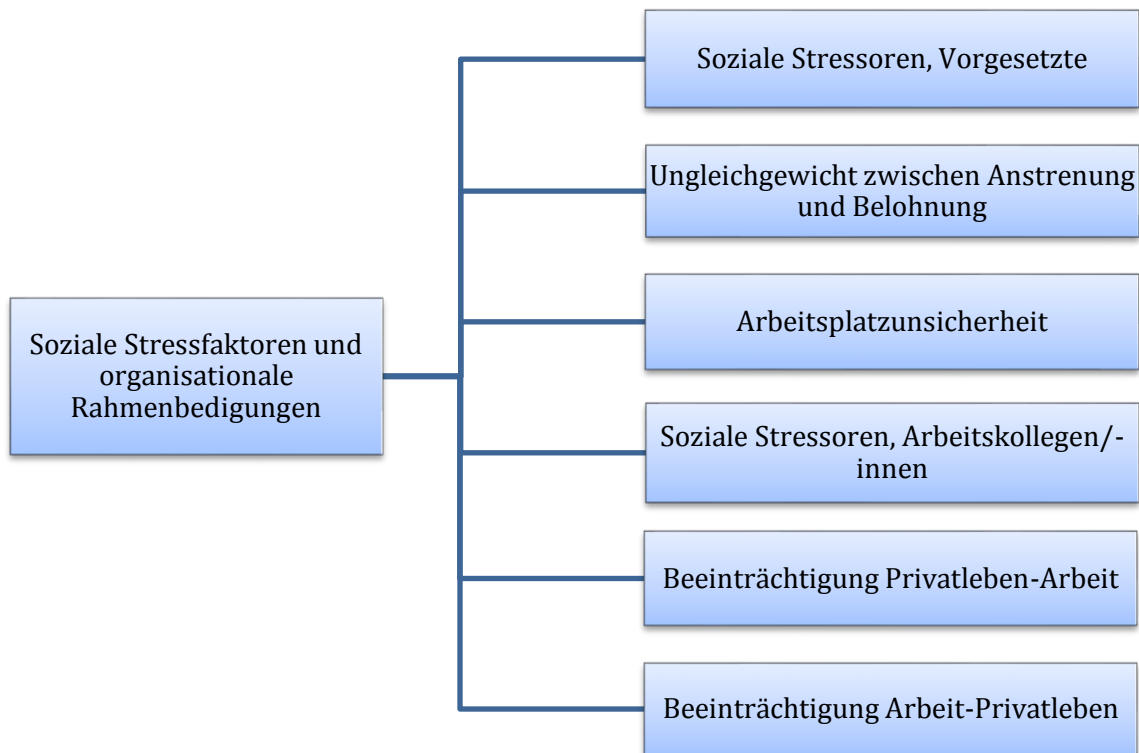 Soziale Stressfaktoren und
organisationale
Rahmenbedigungen
Soziale Stressoren, Vorgesetzte
Ungleichgewicht zwischen Anstrenung
und Belohnung
Arbeitsplatzunsicherheit
Soziale Stressoren, Arbeitskollegen/-
innen
Beeinträchtigung Privatleben-Arbeit
Beeinträchtigung Arbeit-Privatleben